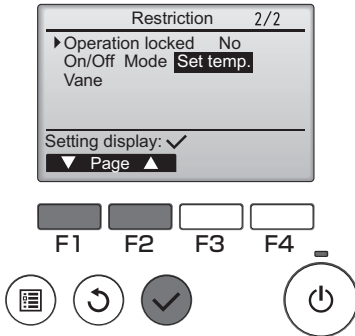 Restriction 2/2
Operation locked No
On/Off Mode Set temp.
Vane
Setting display:
Page
F1 F2 F3 F4